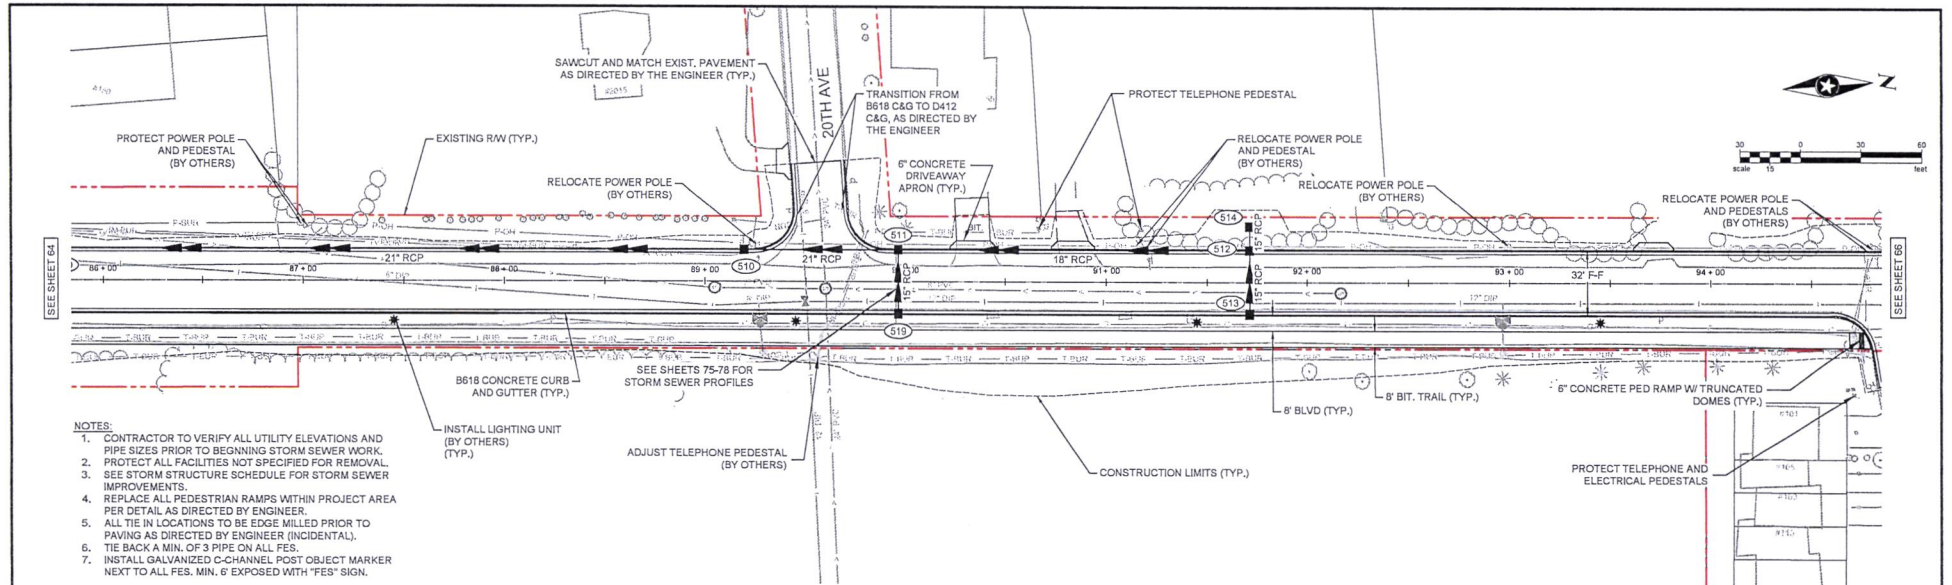 SAWCUT AND MATCH EXIST. PAVEMENT
AS DIRECTED BY THE ENGINEER (TYP.)
20TH AVE
TRANSITION FROM
B618 C&G TO D412
C&G, AS DIRECTED BY
THE ENGINEER
PROTECT TELEPHONE PEDESTAL
PROTECT POWER POLE
AND PEDESTAL
(BY OTHERS)
EXISTING R/W (TYP.)
RELOCATE POWER POLE
(BY OTHERS)
6" CONCRETE
DRIVEWAY
APRON (TYP.)
RELOCATE POWER POLE
AND PEDESTAL
(BY OTHERS)
RELOCATE POWER POLE
(BY OTHERS)
RELOCATE POWER POLE
AND PEDESTALS
(BY OTHERS)
Z
30 0 30 60
scale 15 feet
#2015
SEE SHEET 64
SEE SHEET 66
21" RCP
21" RCP
18" RCP
15" RCP
15" RCP
15" RCP
510
511
512
513
514
519
BIT.
86+00
87+00
88+00
89+00
91+00
92+00
93+00
94+00
32' F-F
SEE SHEETS 75-78 FOR
STORM SEWER PROFILES
B618 CONCRETE CURB
AND GUTTER (TYP.)
INSTALL LIGHTING UNIT
(BY OTHERS)
(TYP.)
ADJUST TELEPHONE PEDESTAL
(BY OTHERS)
8' BLVD (TYP.)
8' BIT. TRAIL (TYP.)
6" CONCRETE PED RAMP W/ TRUNCATED
DOMES (TYP.)
CONSTRUCTION LIMITS (TYP.)
PROTECT TELEPHONE AND
ELECTRICAL PEDESTALS
NOTES:
1. CONTRACTOR TO VERIFY ALL UTILITY ELEVATIONS AND
PIPE SIZES PRIOR TO BEGNNING STORM SEWER WORK.
2. PROTECT ALL FACILITIES NOT SPECIFIED FOR REMOVAL.
3. SEE STORM STRUCTURE SCHEDULE FOR STORM SEWER
IMPROVEMENTS.
4. REPLACE ALL PEDESTRIAN RAMPS WITHIN PROJECT AREA
PER DETAIL AS DIRECTED BY ENGINEER.
5. ALL TIE IN LOCATIONS TO BE EDGE MILLED PRIOR TO
PAVING AS DIRECTED BY ENGINEER (INCIDENTAL).
6. TIE BACK A MIN. OF 3 PIPE ON ALL FES.
7. INSTALL GALVANIZED C-CHANNEL POST OBJECT MARKER
NEXT TO ALL FES. MIN. 6' EXPOSED WITH "FES" SIGN.